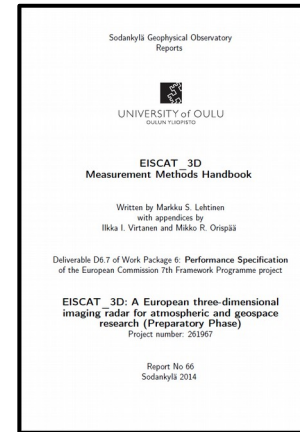 Sodankylä Geophysical Observatory
Reports
UNIVERSITY of OULU
OULUN YLIOPISTO
EISCAT_3D
Measurement Methods Handbook
Written by Markku S. Lehtinen
with appendices by
Ilkka I. Virtanen and Mikko R. Orispää
Deliverable D6.7 of Work Package 6: Performance Specification
of the European Commission 7th Framework Programme project
EISCAT_3D: A European three-dimensional
imaging radar for atmospheric and geospace
research (Preparatory Phase)
Project number: 261967
Report No 66
Sodankylä 2014